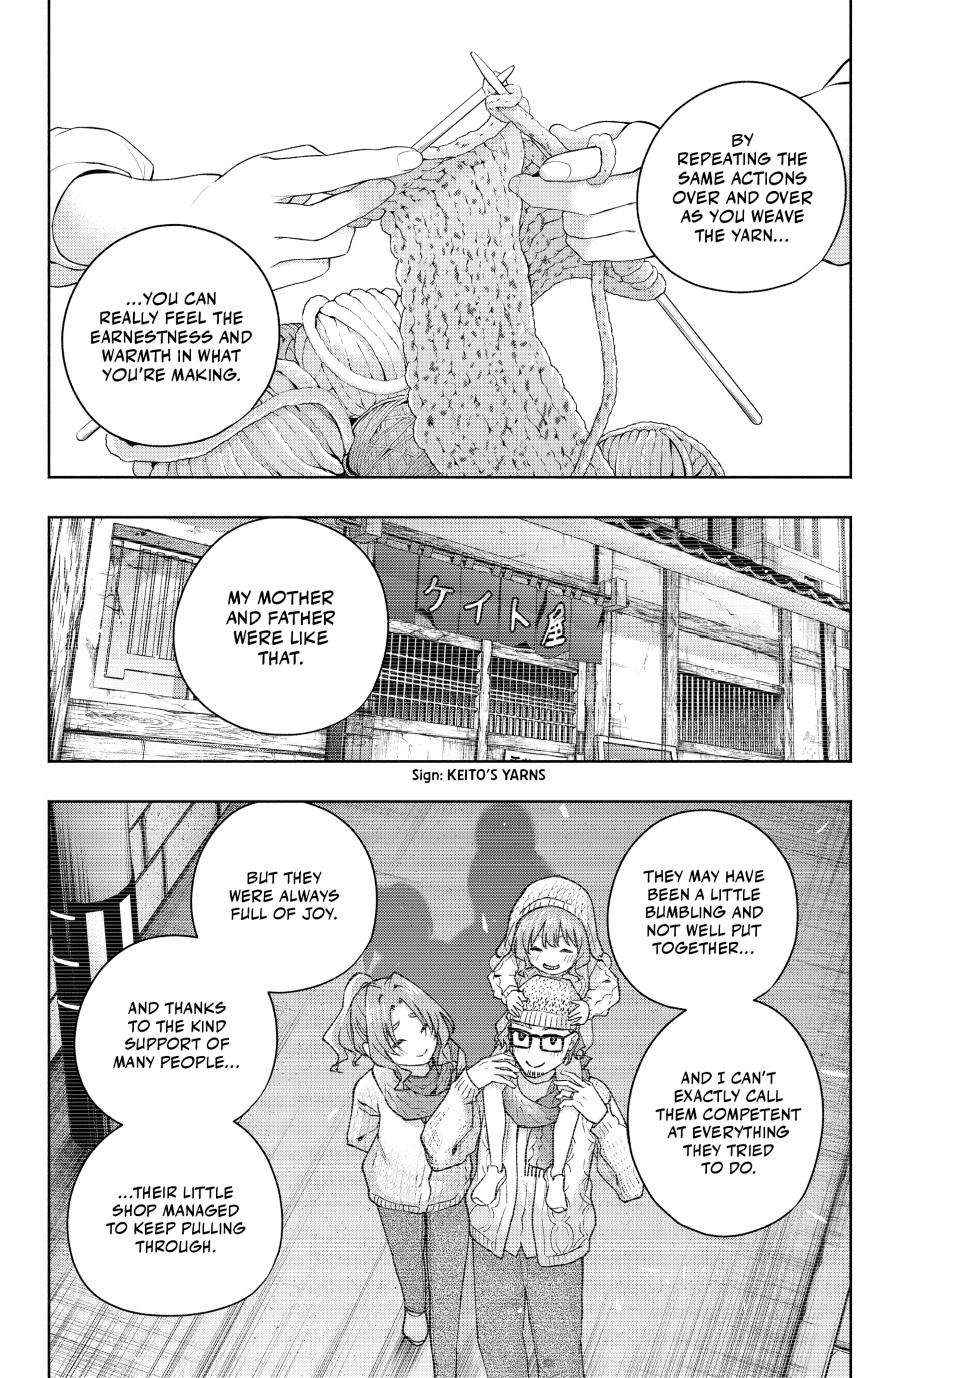 BY
REPEATING THE
SAME ACTIONS
OVER AND OVER
AS YOU WEAVE
THE YARN...
...YOU CAN
REALLY FEEL THE
EARNESTNESS AND
WARMTH IN WHAT
YOU'RE MAKING.
MY MOTHER
AND FATHER
WERE LIKE
THAT.
ケイト屋
Sign: KEITO'S YARNS
THEY MAY HAVE
BEEN A LITTLE
BUMBLING AND
NOT WELL PUT
TOGETHER...
AND I CAN'T
EXACTLY CALL
THEM COMPETENT
AT EVERYTHING
THEY TRIED
TO DO.
BUT THEY
WERE ALWAYS
FULL OF JOY.
AND THANKS
TO THE KIND
SUPPORT OF
MANY PEOPLE...
...THEIR LITTLE
SHOP MANAGED
TO KEEP PULLING
THROUGH.